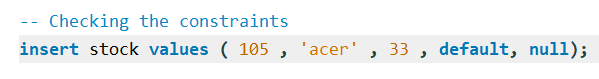 -- Checking the constraints
insert stock values ( 105 , 'acer' , 33 , default, null);